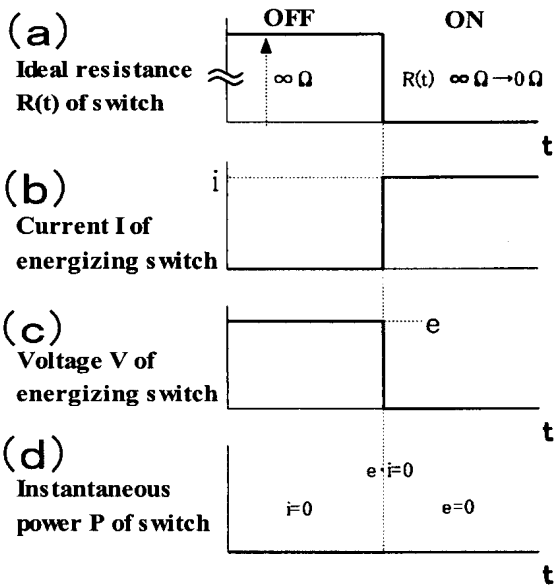 OFF ON
(a)
Ideal resistance
R(t) of switch
∞Ω
R(t) ∞Ω→0Ω
t
(b)
i
Current I of
energizing switch
t
(c)
e
Voltage V of
energizing switch
t
(d)
e・i=0
Instantaneous
power P of switch
i=0 e=0
t